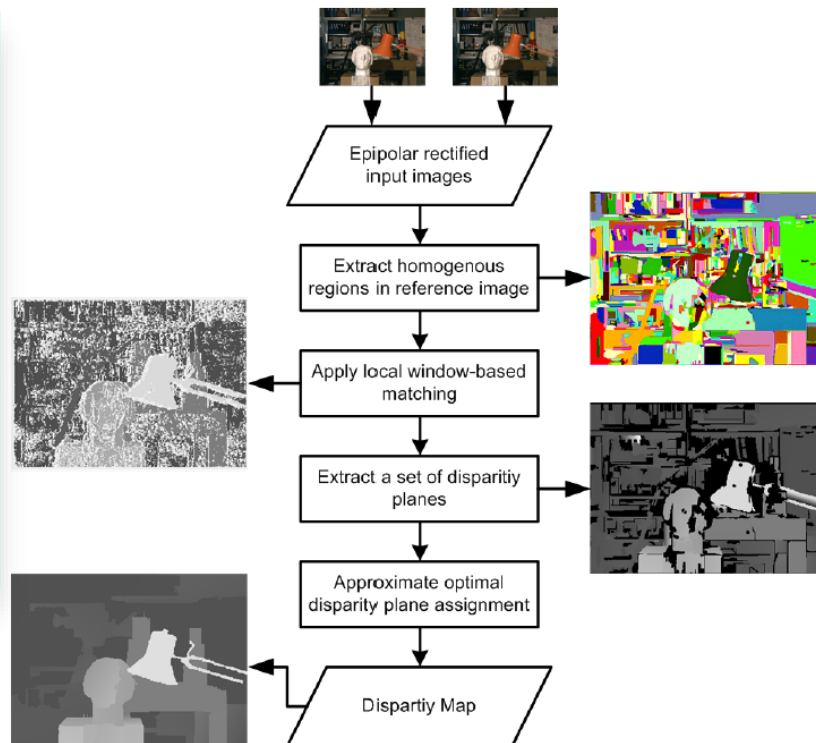 Epipolar rectified
input images
Extract homogenous
regions in reference image
Apply local window-based
matching
Extract a set of disparitiy
planes
Approximate optimal
disparity plane assignment
Dispartiy Map